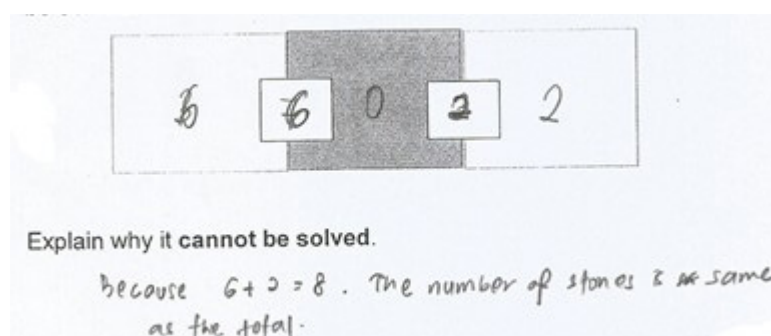 6 6 0 2 2
Explain why it cannot be solved.
Because 6+2=8. The number of stones is same
as the total.